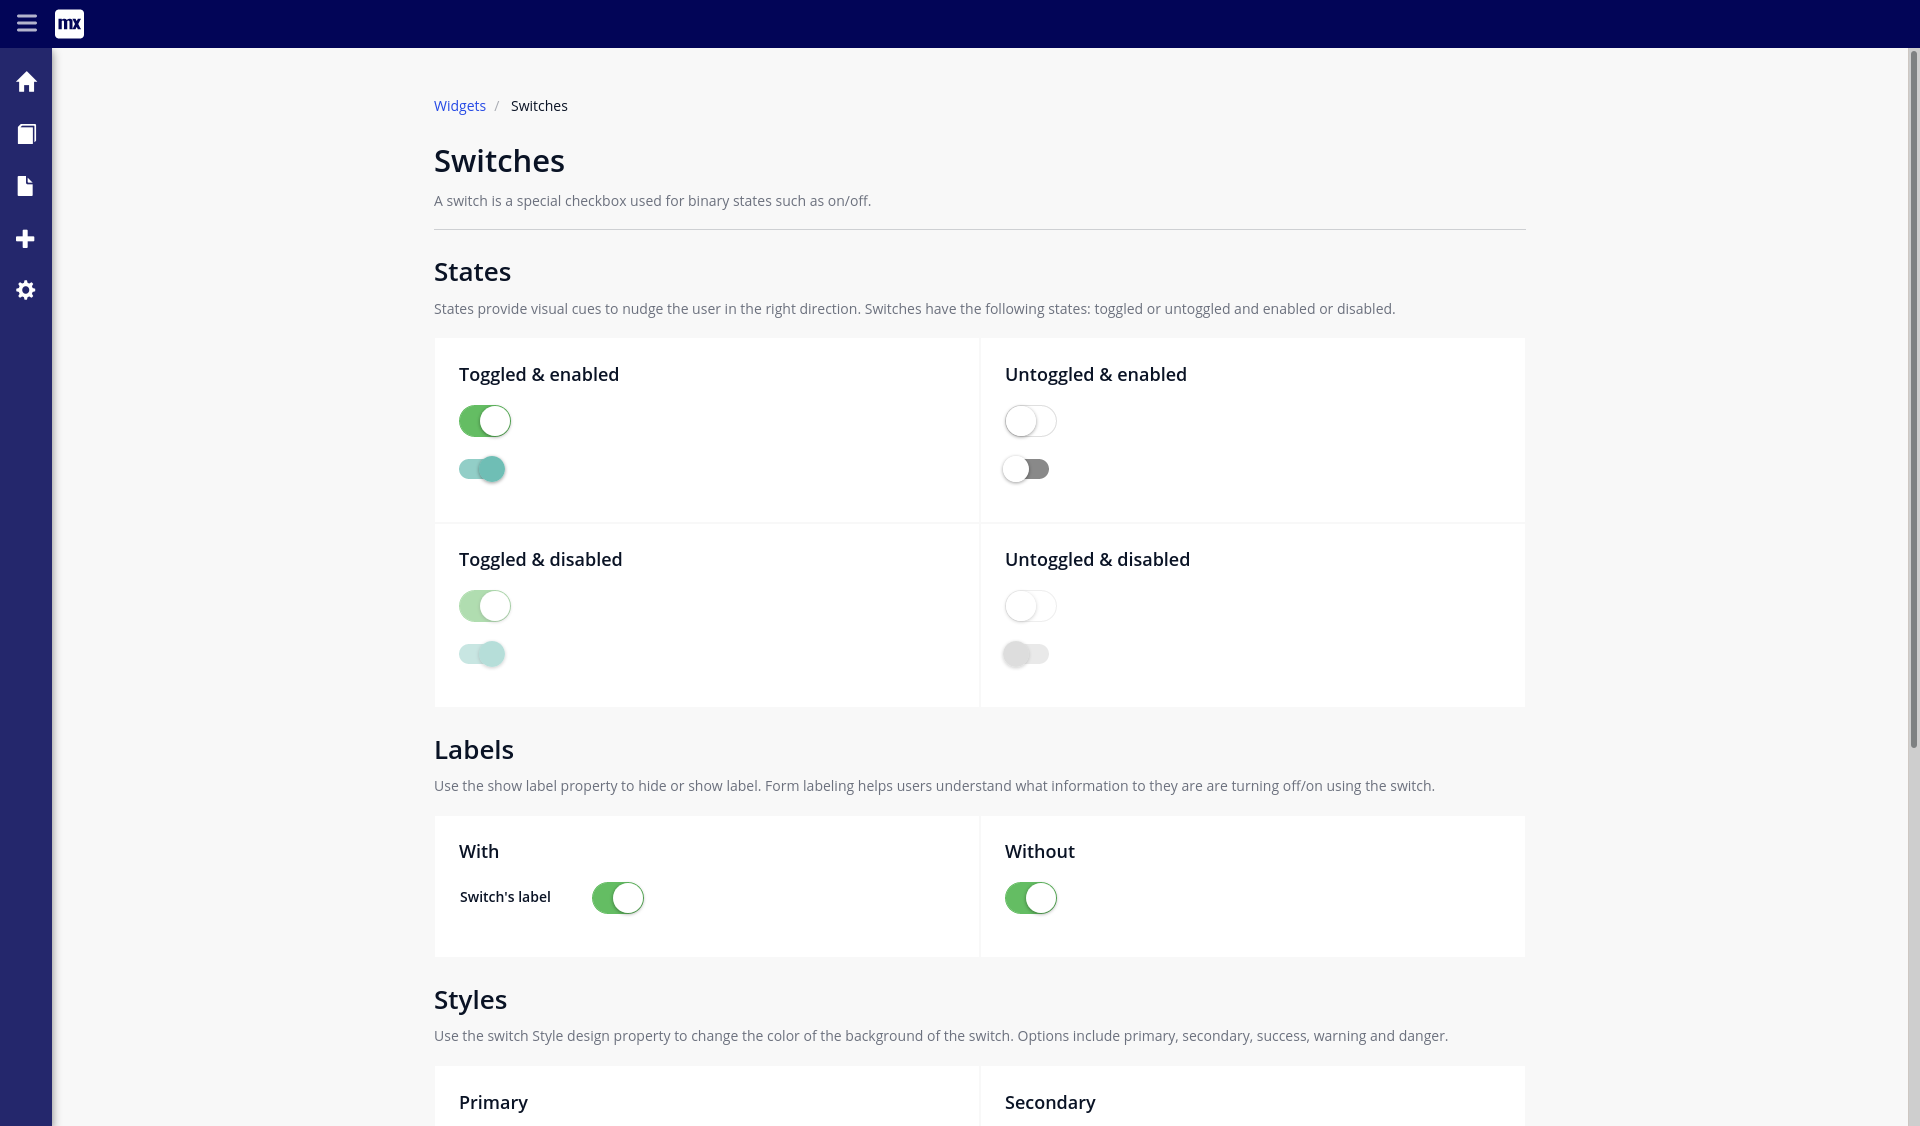 mx
Widgets / Switches
Switches
A switch is a special checkbox used for binary states such as on/off.
States
States provide visual cues to nudge the user in the right direction. Switches have the following states: toggled or untoggled and enabled or disabled.
Toggled & enabled
Untoggled & enabled
Toggled & disabled
Untoggled & disabled
Labels
Use the show label property to hide or show label. Form labeling helps users understand what information to they are are turning off/on using the switch.
With
Switch's label
Without
Styles
Use the switch Style design property to change the color of the background of the switch. Options include primary, secondary, success, warning and danger.
Primary
Secondary